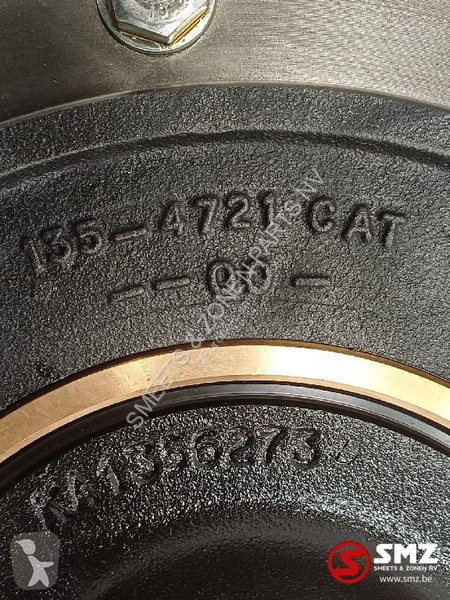 135-4721 CAT
--00-
SMEETS & ZONEN PARTS NV
1356273
SMZ
SMEETS & ZONEN NV
www.smz.be